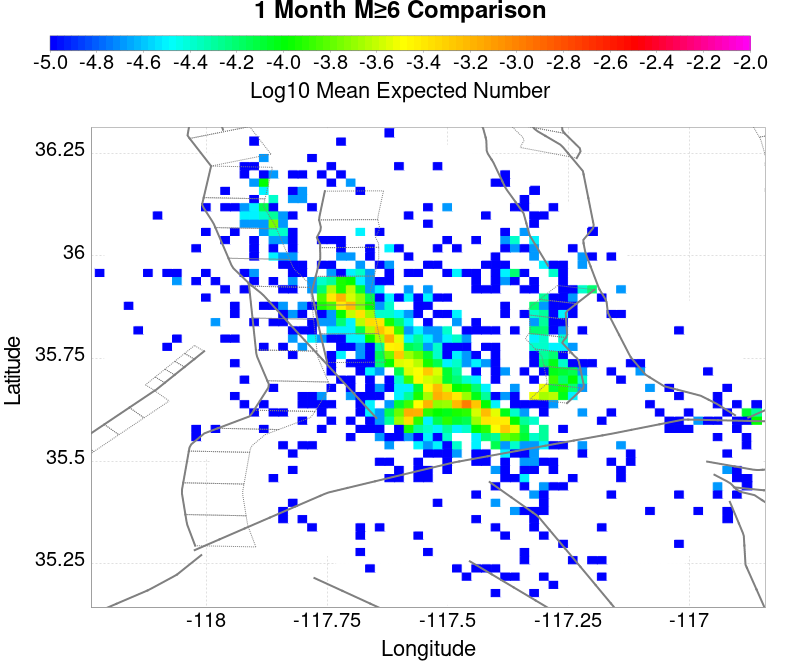 1 Month M≥6 Comparison
-5.0 -4.8 -4.6 -4.4 -4.2 -4.0 -3.8 -3.6 -3.4 -3.2 -3.0 -2.8 -2.6 -2.4 -2.2 -2.0
Log10 Mean Expected Number
36.25
36
35.75
35.5
35.25
Latitude
-118 -117.75 -117.5 -117.25 -117
Longitude